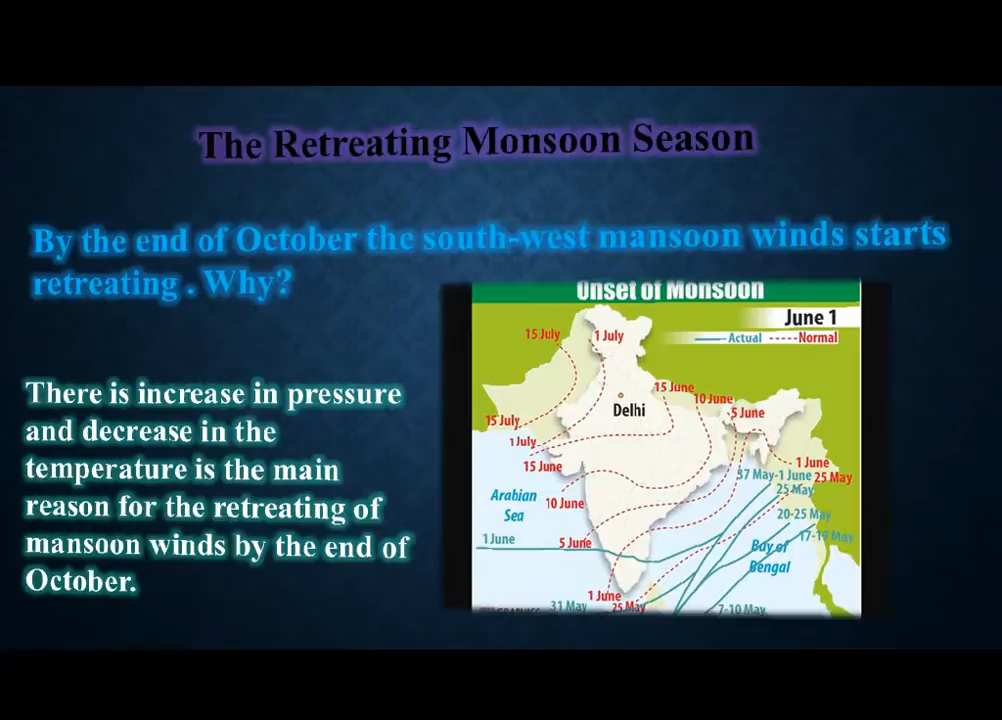 The Retreating Monsoon Season
By the end of October the south-west mansoon winds starts
retreating . Why?
There is increase in pressure
and decrease in the
temperature is the main
reason for the retreating of
mansoon winds by the end of
October.
Onset of Monsoon
June 1
Actual Normal
15 July 1 July
15 June
10 June
5 June
Delhi
15 July
1 July
15 June
1 June
37 May-1 June 25 May
25 May
Arabian
Sea
10 June
20-25 May
17-19 May
1 June
5 June
Bay of
Bengal
1 June
31 May 25 May 7-10 May